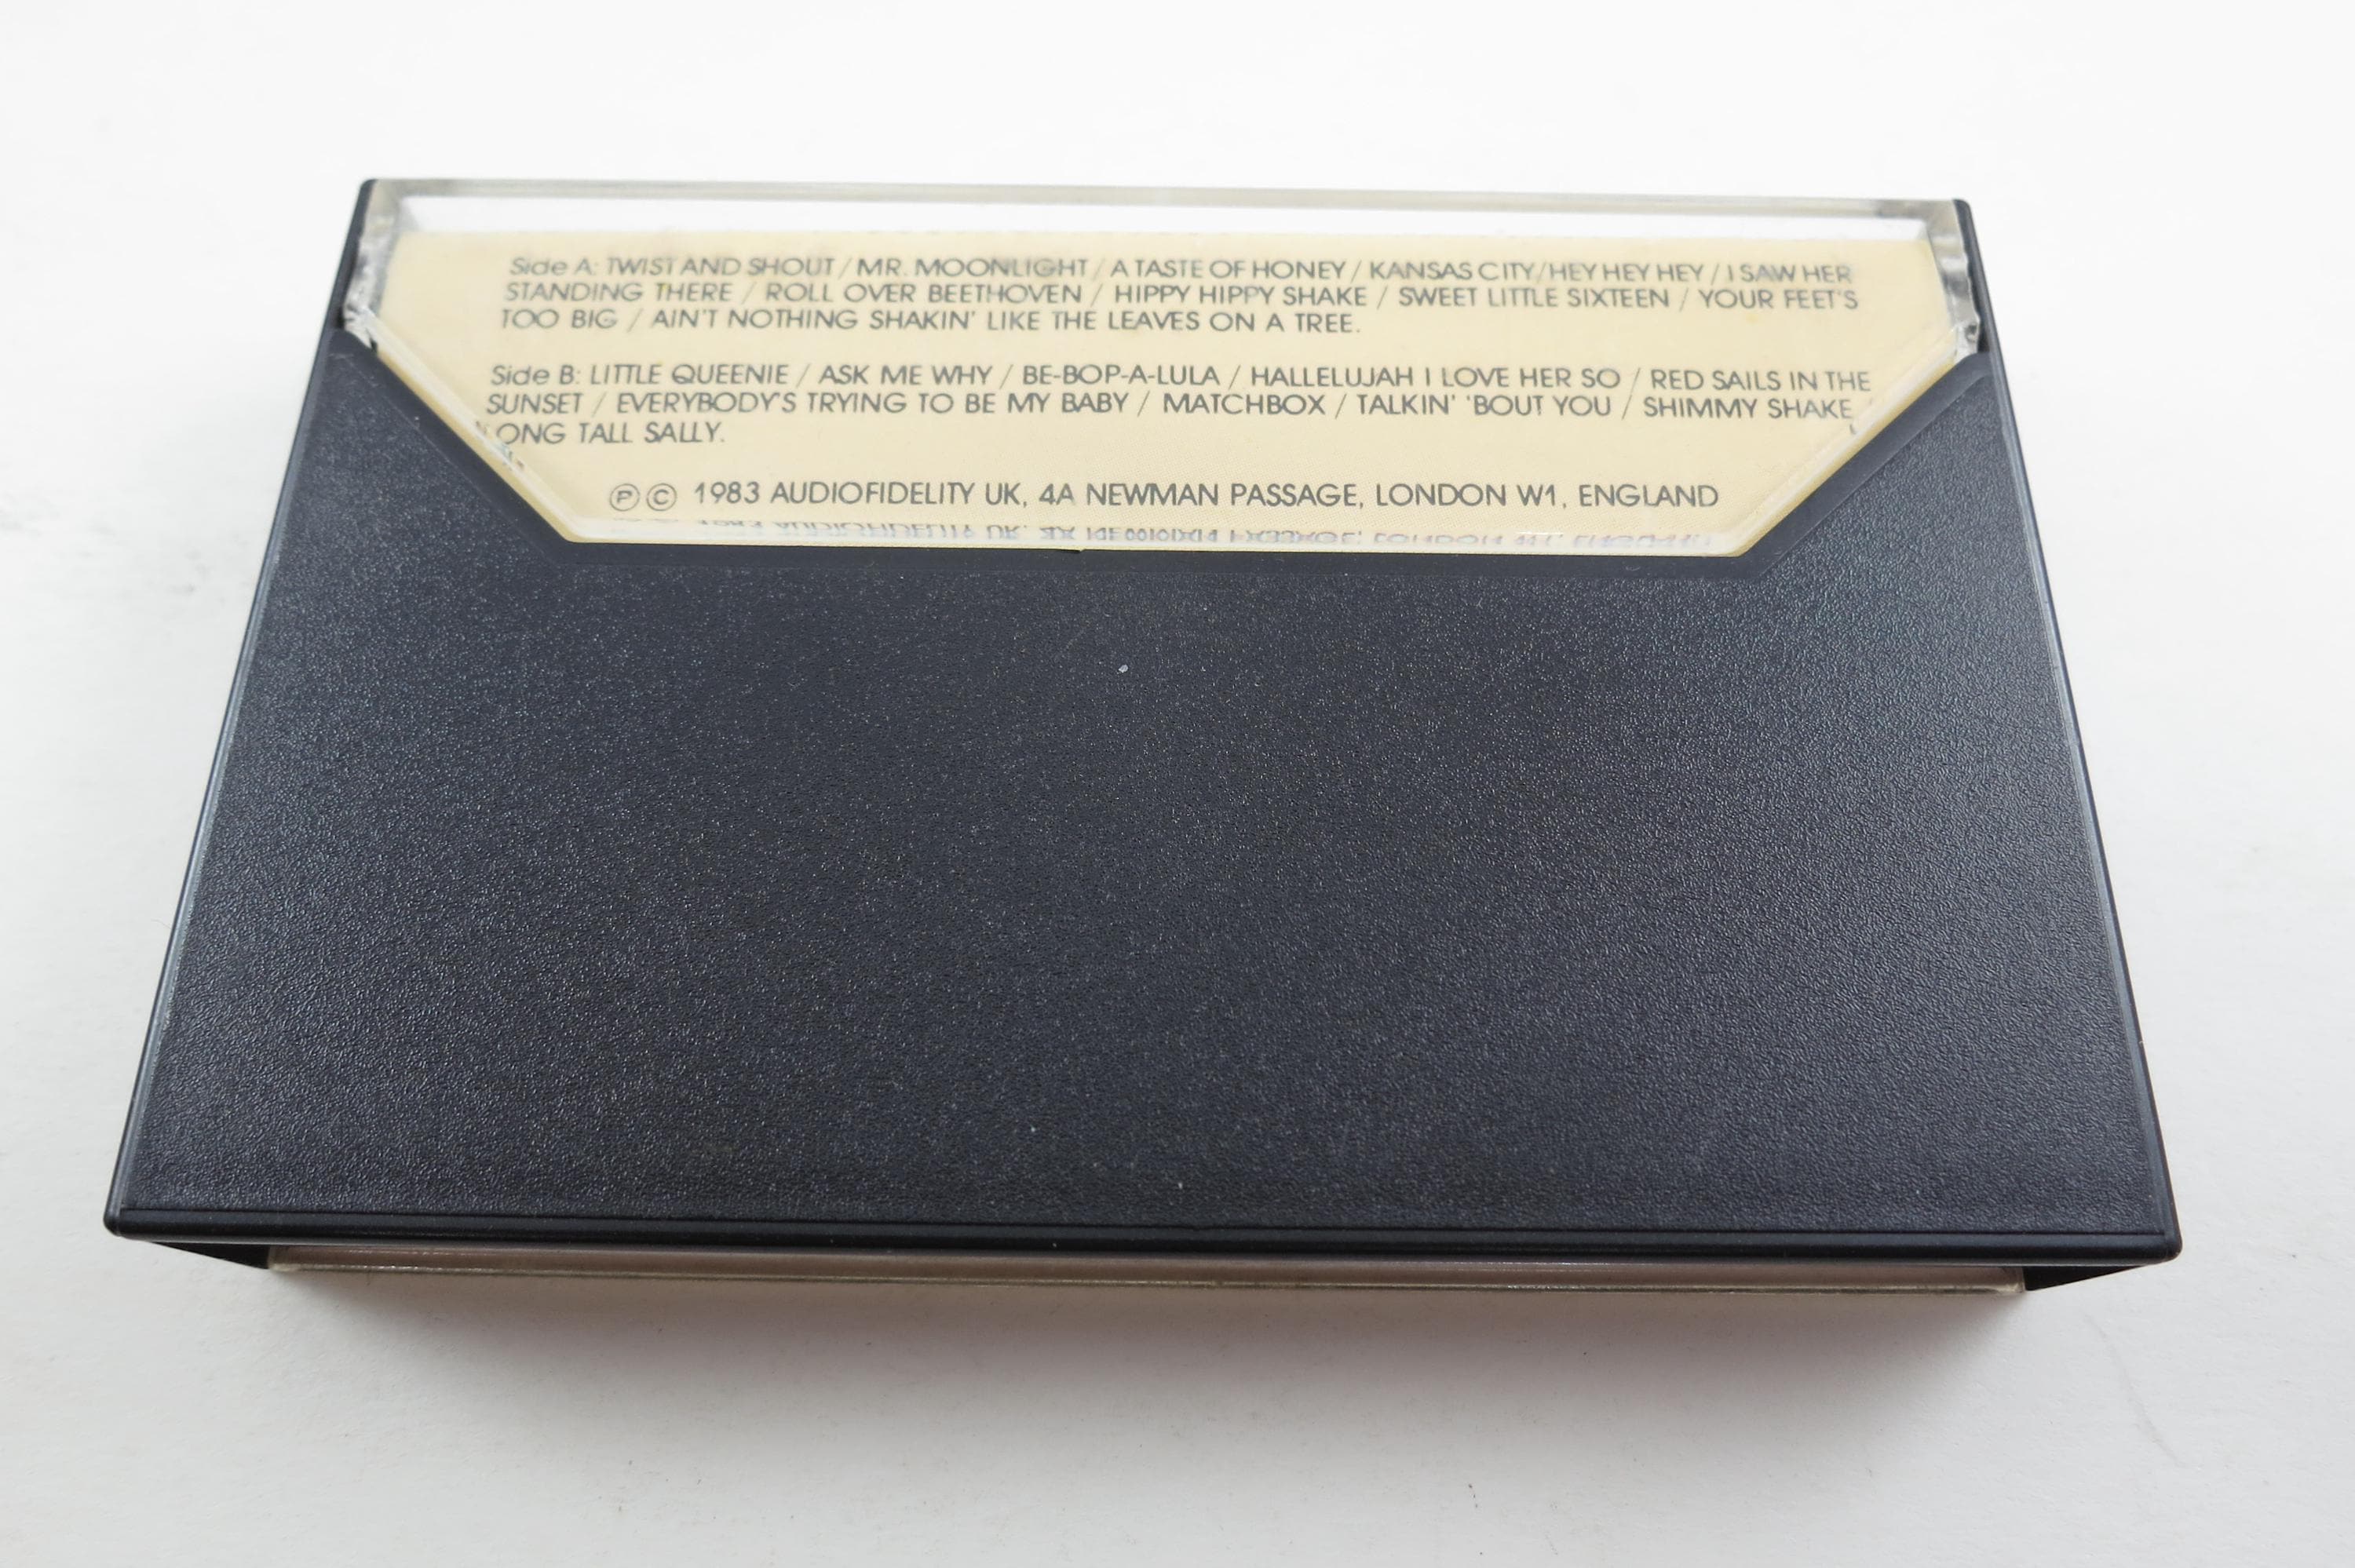 Side A: TWIST AND SHOUT / MR. MOONLIGHT / A TASTE OF HONEY / KANSAS CITY/HEY HEY HEY / I SAW HER
STANDING THERE / ROLL OVER BEETHOVEN / HIPPY HIPPY SHAKE / SWEET LITTLE SIXTEEN / YOUR FEET'S
TOO BIG / AIN'T NOTHING SHAKIN' LIKE THE LEAVES ON A TREE.
Side B: LITTLE QUEENIE / ASK ME WHY / BE-BOP-A-LULA / HALLELUJAH I LOVE HER SO / RED SAILS IN THE
SUNSET / EVERYBODY'S TRYING TO BE MY BABY / MATCHBOX / TALKIN' 'BOUT YOU / SHIMMY SHAKE /
LONG TALL SALLY.
℗ © 1983 AUDIOFIDELITY UK, 4A NEWMAN PASSAGE, LONDON W1, ENGLAND